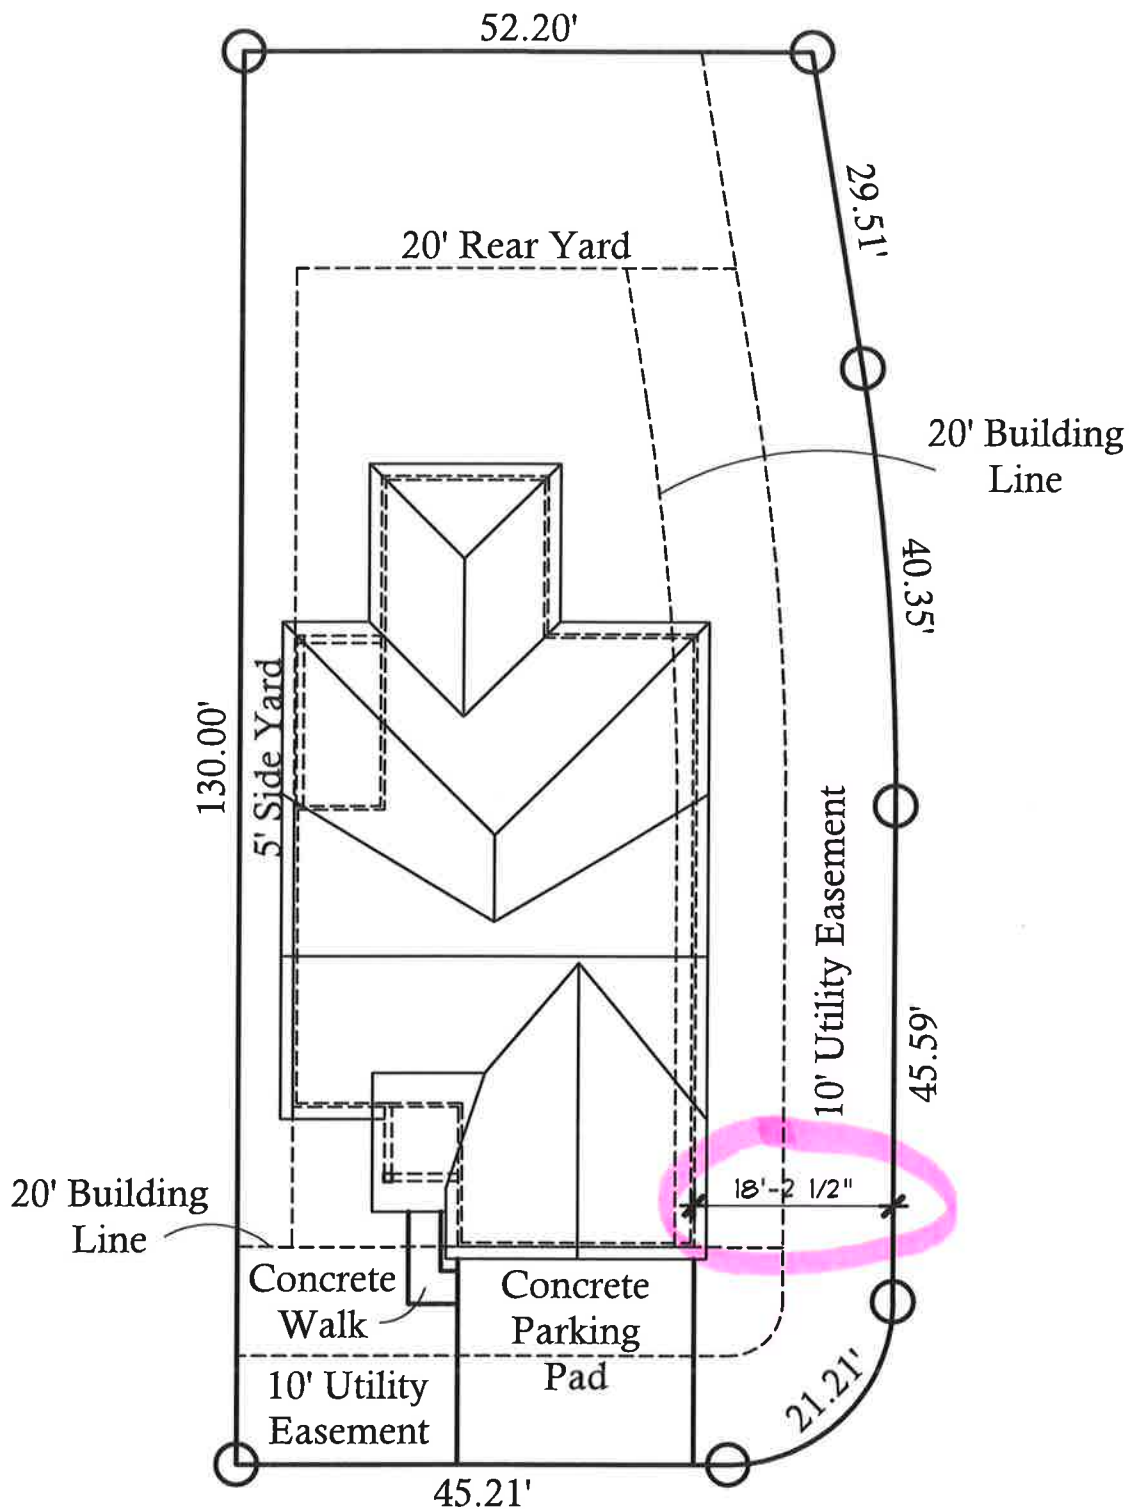 52.20'
29.51'
20' Rear Yard
20' Building
Line
40.35'
130.00'
5' Side Yard
10' Utility Easement
45.59'
18'-2 1/2"
20' Building
Line
Concrete
Walk
Concrete
Parking
Pad
10' Utility
Easement
21.21'
45.21'